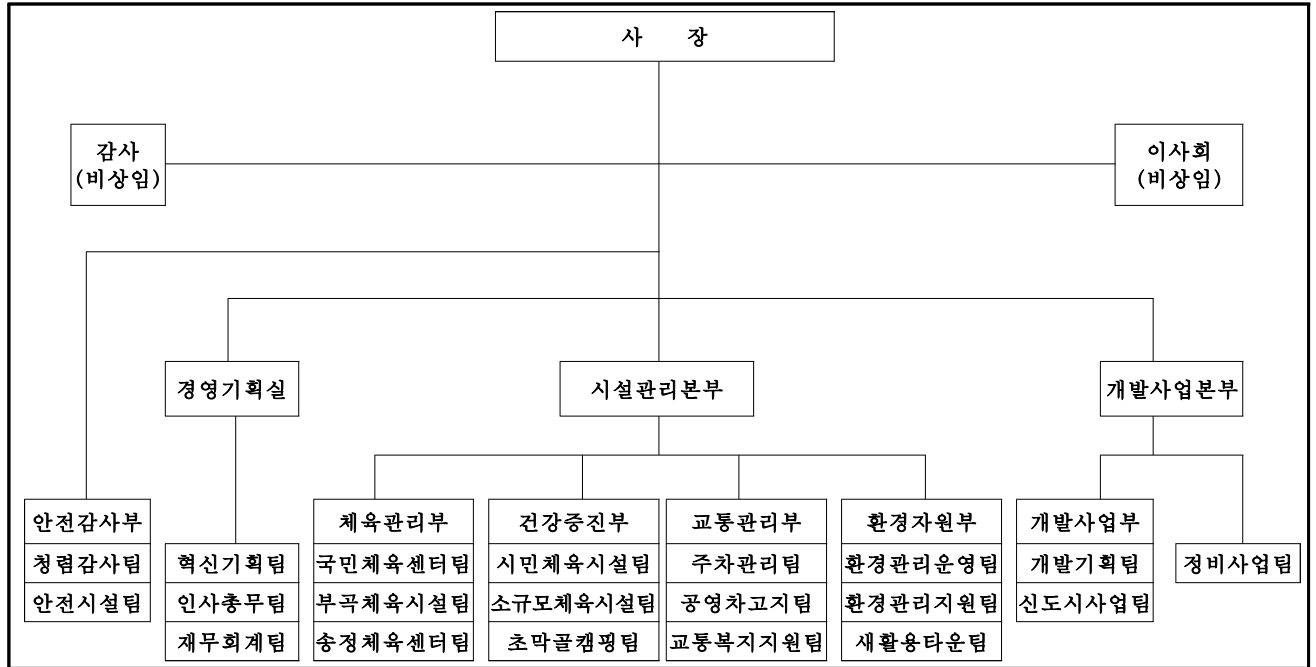 사 장
감사
(비상임)
이사회
(비상임)
경영기획실
시설관리본부
개발사업본부
안전감사부
청렴감사팀
안전시설팀
혁신기획팀
인사총무팀
재무회계팀
체육관리부
국민체육센터팀
부곡체육시설팀
송정체육센터팀
건강증진부
시민체육시설팀
소규모체육시설팀
초막골캠핑팀
교통관리부
주차관리팀
공영차고지팀
교통복지지원팀
환경자원부
환경관리운영팀
환경관리지원팀
새활용타운팀
개발사업부
개발기획팀
신도시사업팀
정비사업팀